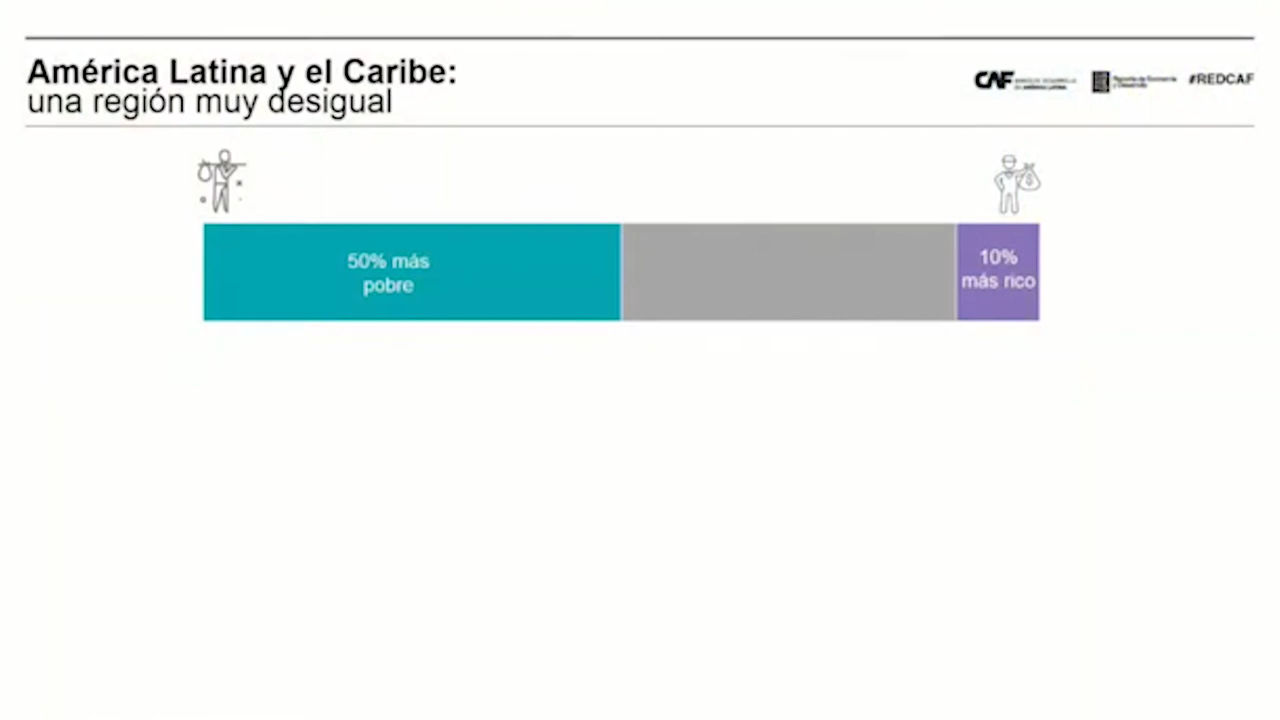 América Latina y el Caribe:
una región muy desigual
CAF
#REDCAF
50% más
pobre
10%
más rico